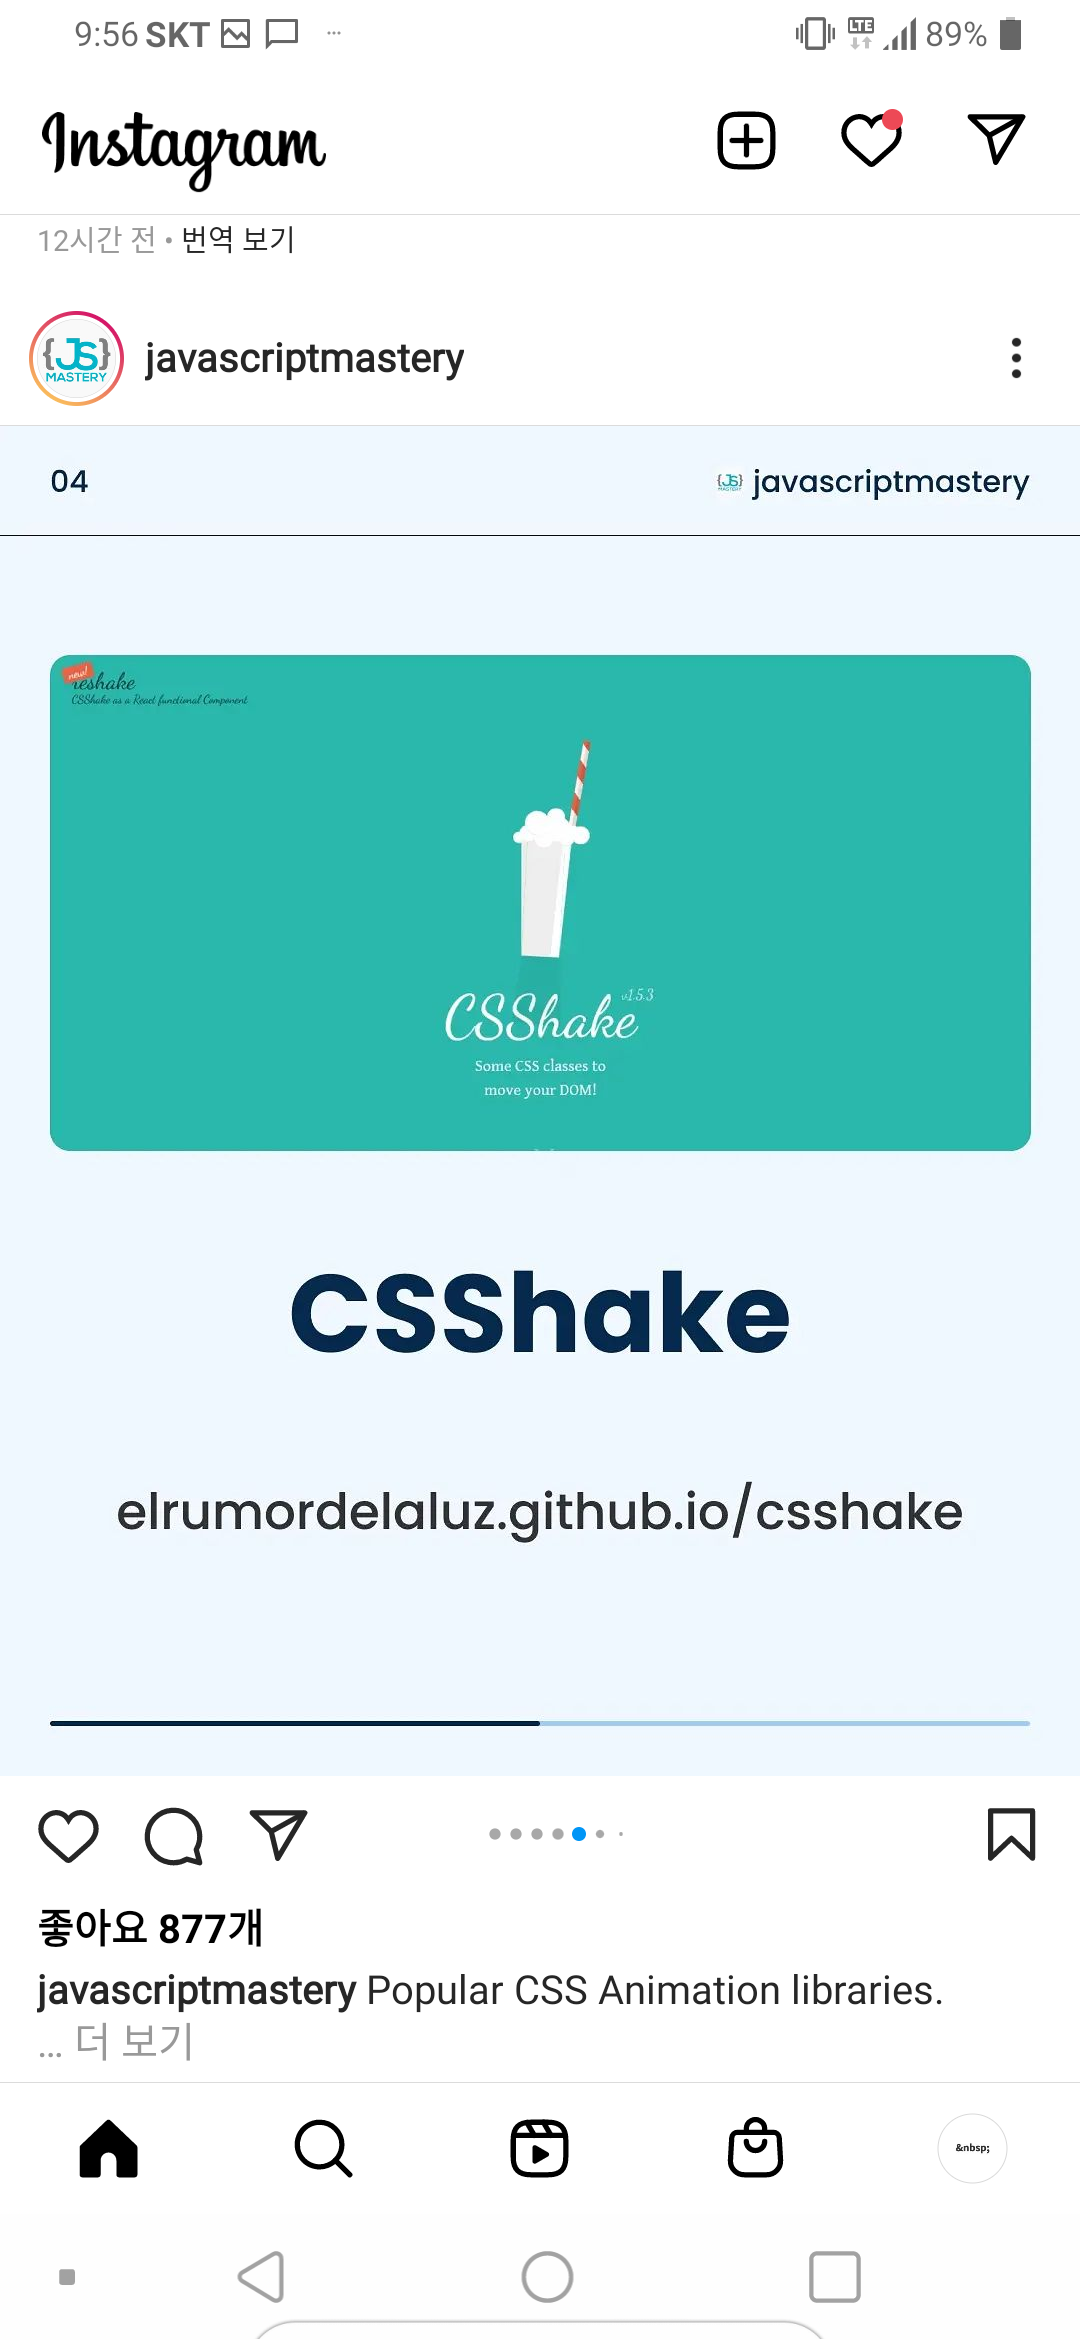 9:56 SKT
LTE
89%
Instagram
12시간 전 • 번역 보기
{JS}
MASTERY
javascriptmastery
04
{JS}
MASTERY
javascriptmastery
new!
CSShake as a React functional Component
CSShake v1.5.3
Some CSS classes to
move your DOM!
CSShake
elrumordelaluz.github.io/csshake
좋아요 877개
javascriptmastery Popular CSS Animation libraries.
... 더 보기
&nbsp;